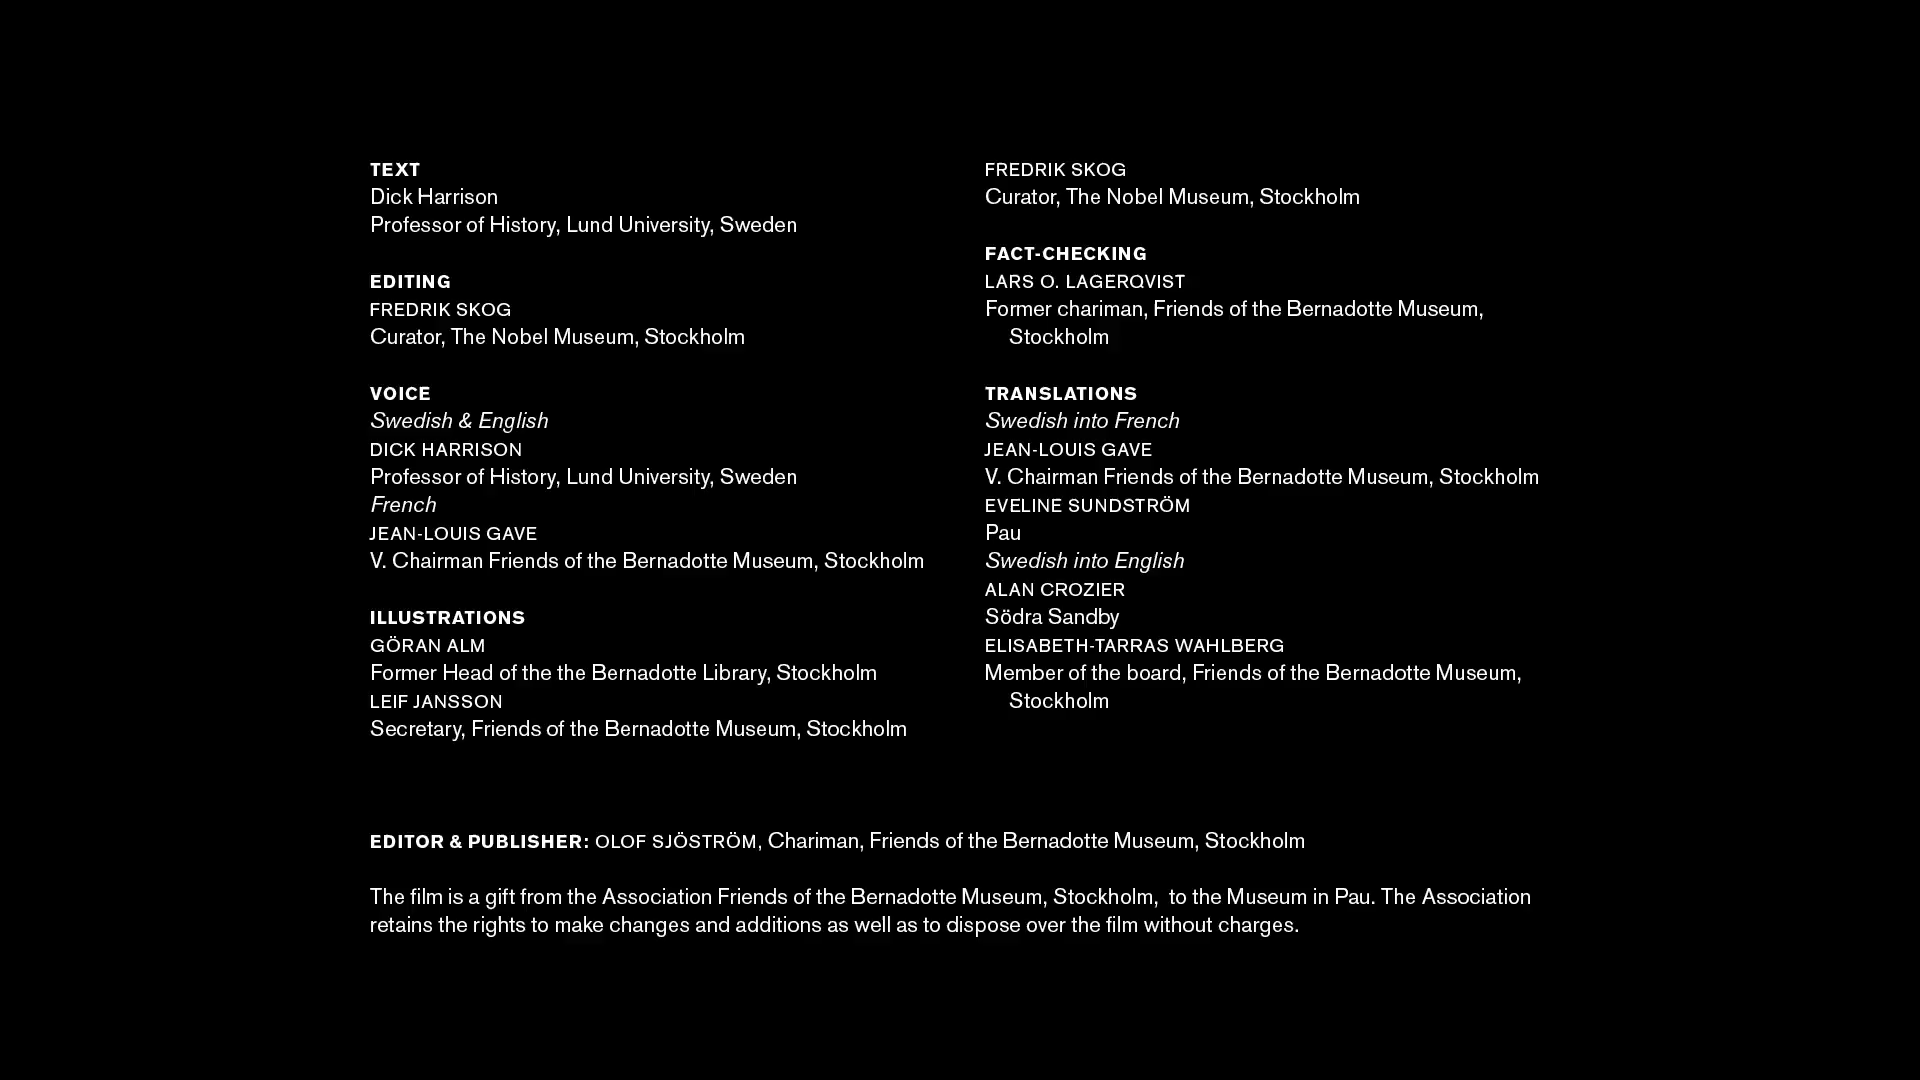 TEXT
Dick Harrison
Professor of History, Lund University, Sweden
EDITING
FREDRIK SKOG
Curator, The Nobel Museum, Stockholm
VOICE
Swedish & English
DICK HARRISON
Professor of History, Lund University, Sweden
French
JEAN-LOUIS GAVE
V. Chairman Friends of the Bernadotte Museum, Stockholm
ILLUSTRATIONS
GÖRAN ALM
Former Head of the the Bernadotte Library, Stockholm
LEIF JANSSON
Secretary, Friends of the Bernadotte Museum, Stockholm
FREDRIK SKOG
Curator, The Nobel Museum, Stockholm
FACT-CHECKING
LARS O. LAGERQVIST
Former chariman, Friends of the Bernadotte Museum,
Stockholm
TRANSLATIONS
Swedish into French
JEAN-LOUIS GAVE
V. Chairman Friends of the Bernadotte Museum, Stockholm
EVELINE SUNDSTRÖM
Pau
Swedish into English
ALAN CROZIER
Södra Sandby
ELISABETH-TARRAS WAHLBERG
Member of the board, Friends of the Bernadotte Museum,
Stockholm
EDITOR & PUBLISHER: OLOF SJÖSTRÖM, Chariman, Friends of the Bernadotte Museum, Stockholm
The film is a gift from the Association Friends of the Bernadotte Museum, Stockholm,  to the Museum in Pau. The Association
retains the rights to make changes and additions as well as to dispose over the film without charges.